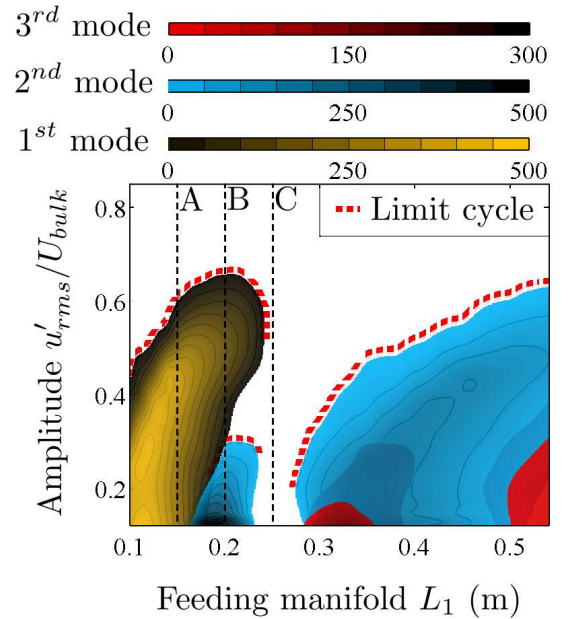 3rd mode
0 150 300
2nd mode
0 250 500
1st mode
0 250 500
A B C
Limit cycle
Amplitude u'rms/Ubulk
0.8
0.6
0.4
0.2
0.1 0.2 0.3 0.4 0.5
Feeding manifold L1 (m)